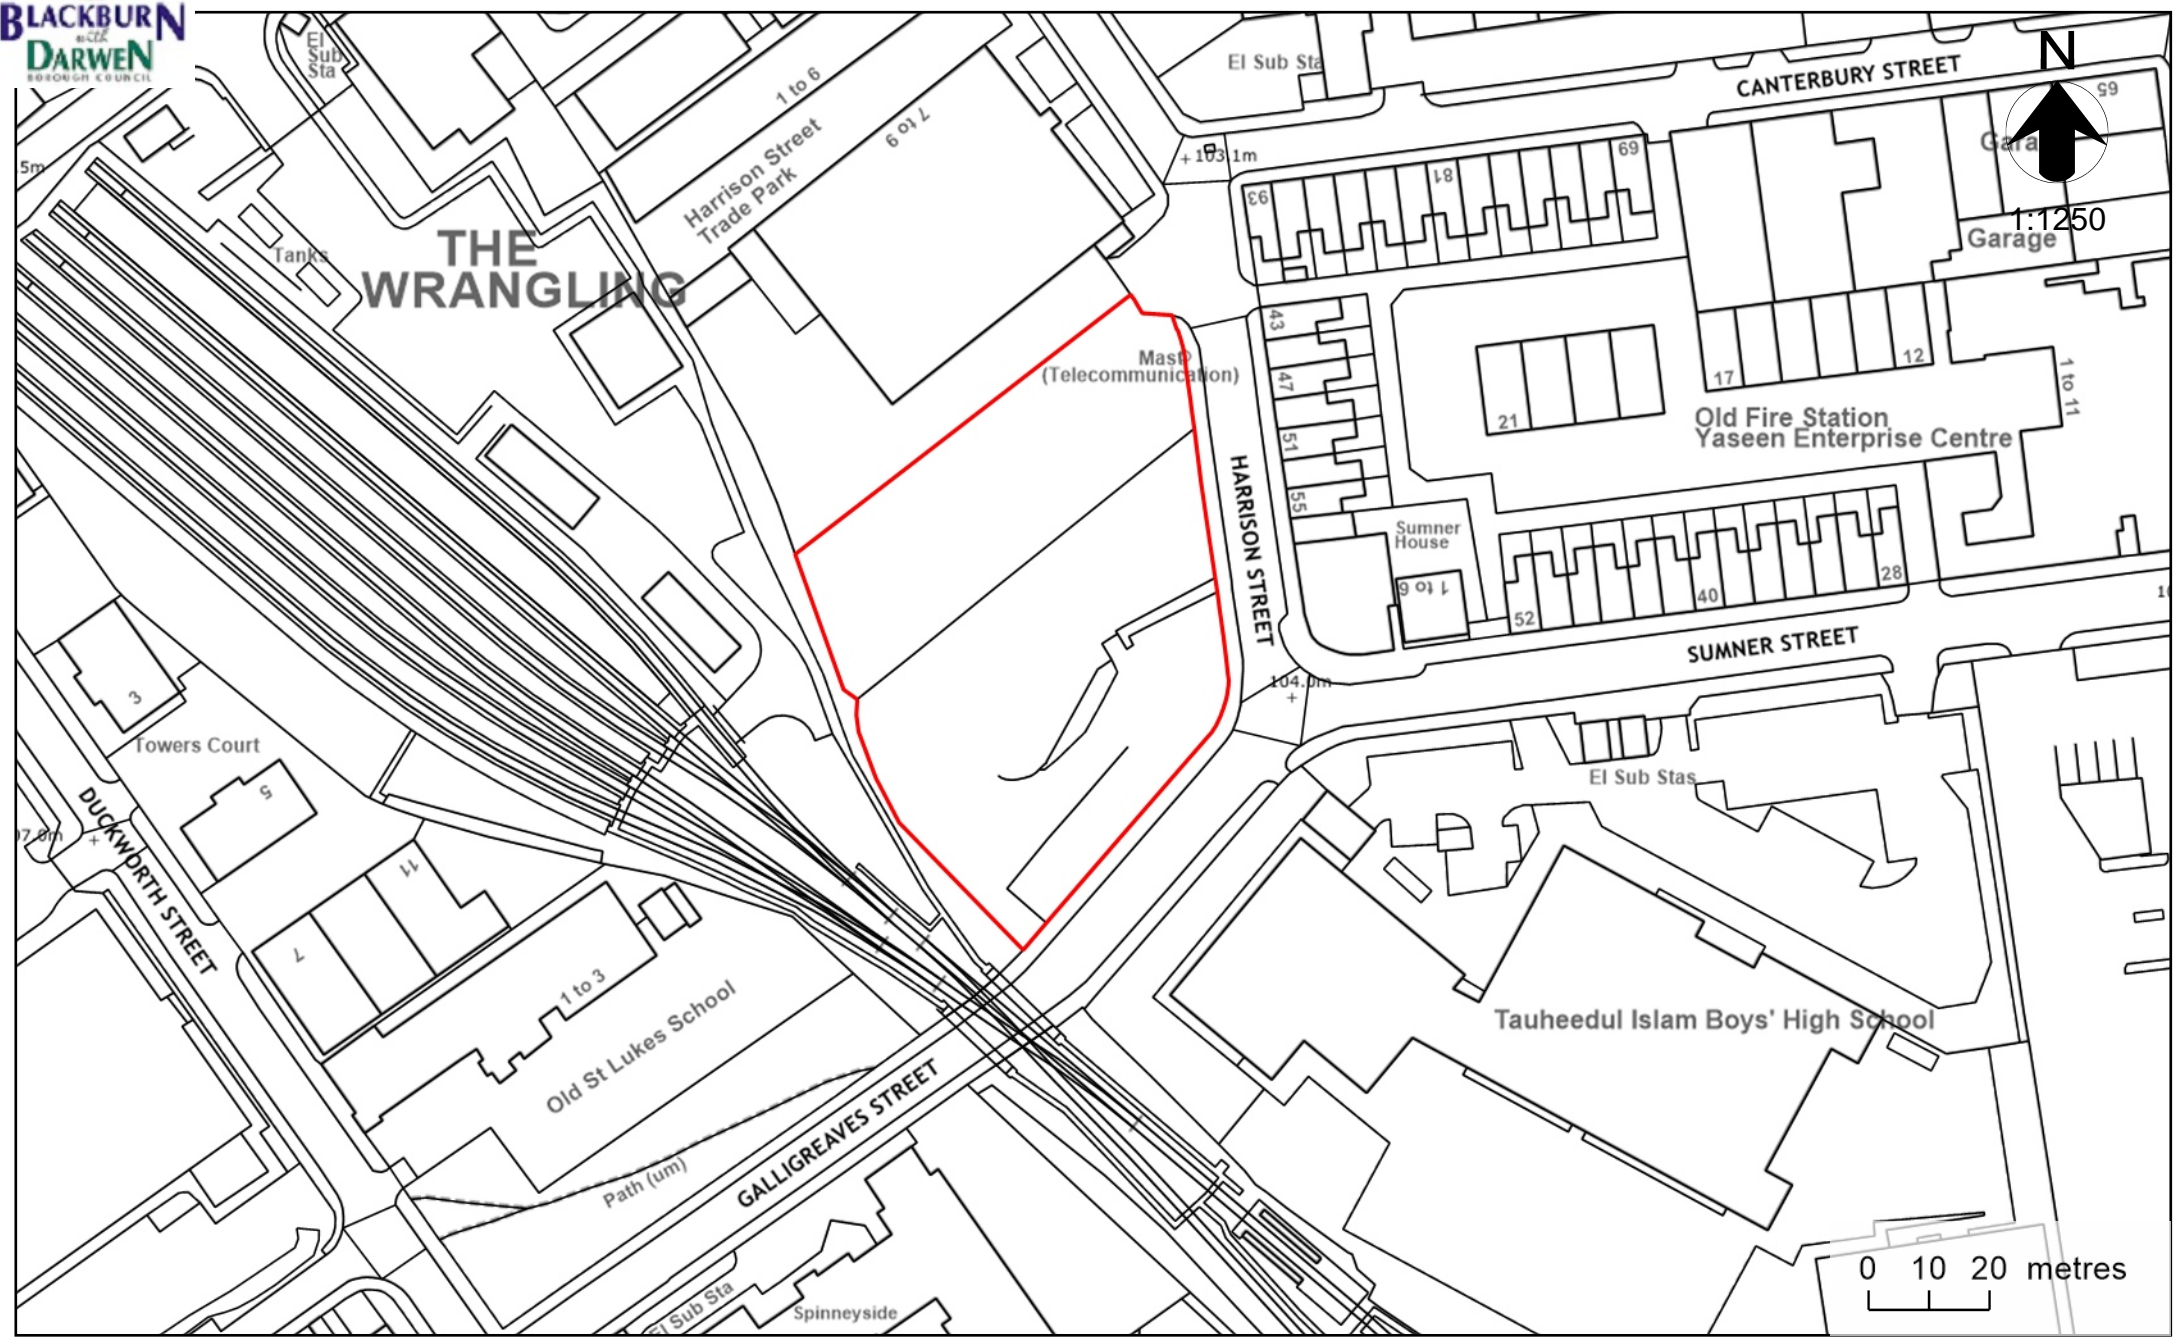 BLACKBURN
with
DARWEN
BOROUGH COUNCIL
El
Sub
Sta
1 to 6
7 to 9
Harrison Street
Trade Park
El Sub Sta
CANTERBURY STREET
N
65
Garage
1:1250
Garage
+ 103.1m
93
81
69
5m
Tanks
THE
WRANGLING
43
47
51
55
Mast
(Telecommunication)
HARRISON STREET
21
17
12
1 to 11
Old Fire Station
Yaseen Enterprise Centre
Sumner
House
1 to 6
52
40
28
SUMNER STREET
104.0m
+
El Sub Stas
3
Towers Court
5
7.0m
+
DUCKWORTH STREET
11
7
1 to 3
Old St Lukes School
Path (um)
GALLIGREAVES STREET
Tauheedul Islam Boys' High School
El Sub Sta
Spinneyside
0 10 20 metres